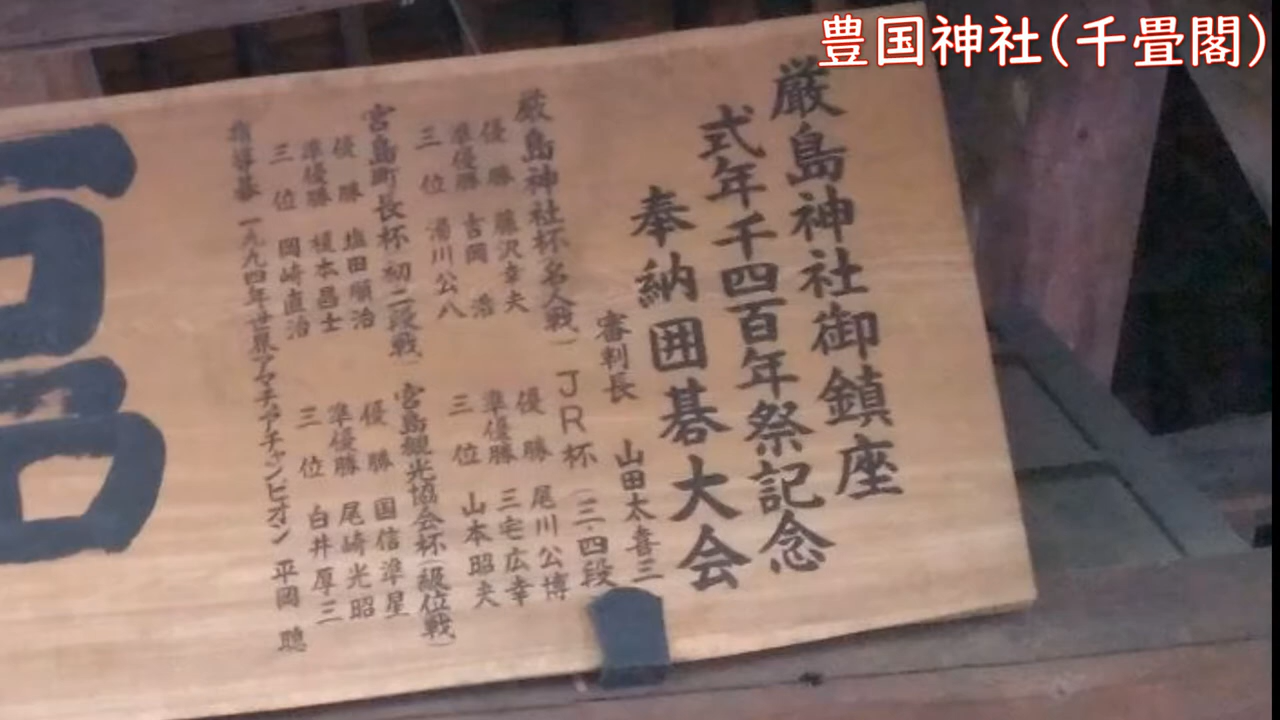 豊国神社(千畳閣)
厳島神社御鎮座
式年千四百年祭記念
奉納囲碁大会
審判長 山田太喜三
厳島神社杯(名人戦)
優勝 藤沢幸夫
準優勝 吉岡浩
三位 湯川公八
JR杯(三・四段
優勝 尾川公博
準優勝 三宅広幸
三位 山本昭夫
宮島町長杯(初二段戦)
優勝 塩田順治
準優勝 榎本昌士
三位 岡崎直治
宮島観光協会杯(級位戦)
優勝 国信準星
準優勝 尾崎光昭
三位 白井厚三
指導碁 一九九四年世界アマチュアチャンピオン 平岡聰
宮